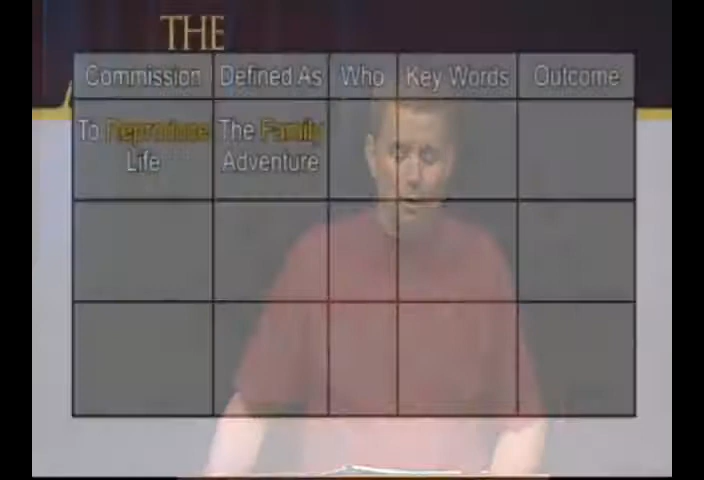 THE
Commission Defined As Who Key Words Outcome
To Reproduce The Family
Life Adventure